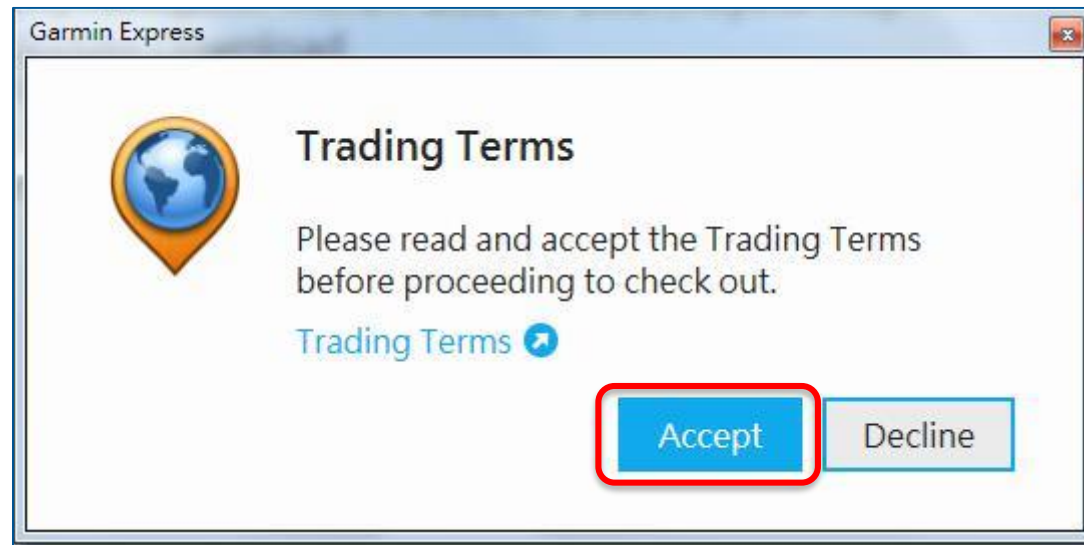 Garmin Express
Trading Terms
Please read and accept the Trading Terms
before proceeding to check out.
Trading Terms
Accept
Decline